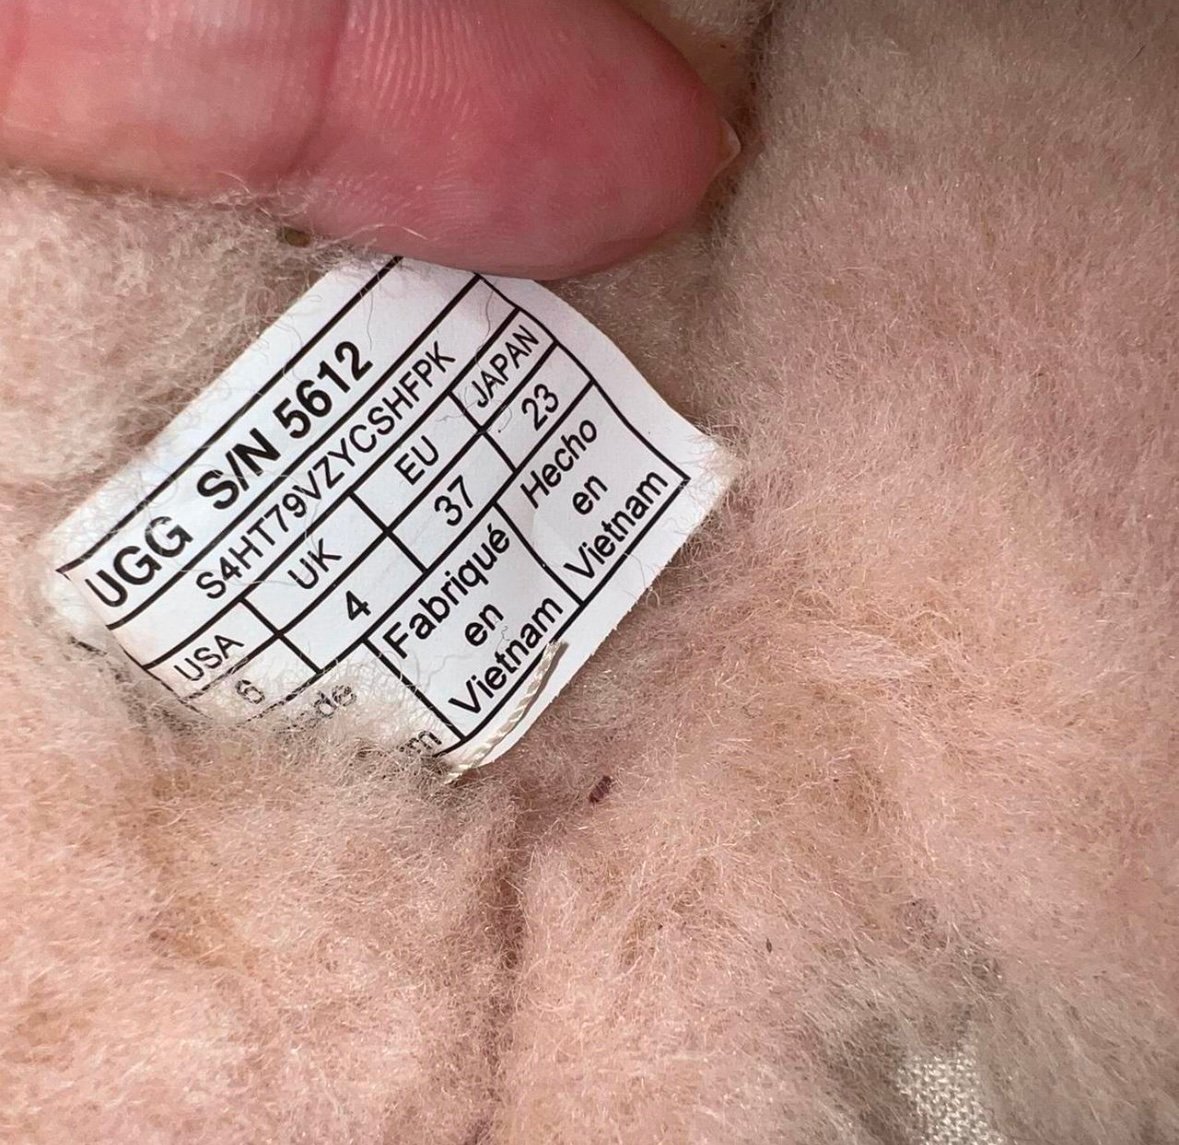 UGG S/N 5612
S4HT79VZYCSHFPK
USA UK EU JAPAN
6 4 37 23
Fabriqué
en
Vietnam
Hecho
en
Vietnam